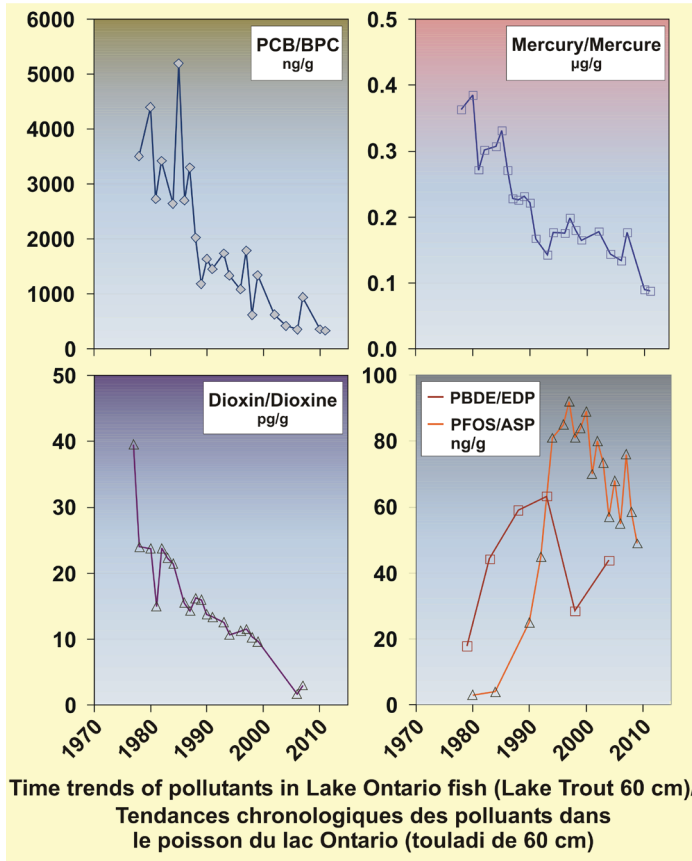 6000
5000
4000
3000
2000
1000
0
PCB/BPC
ng/g
0.5
0.4
0.3
0.2
0.1
0.0
Mercury/Mercure
µg/g
50
40
30
20
10
0
Dioxin/Dioxine
pg/g
1970
1980
1990
2000
2010
100
80
60
40
20
0
PBDE/EDP
PFOS/ASP
ng/g
1970
1980
1990
2000
2010
Time trends of pollutants in Lake Ontario fish (Lake Trout 60 cm)/
Tendances chronologiques des polluants dans
le poisson du lac Ontario (touladi de 60 cm)